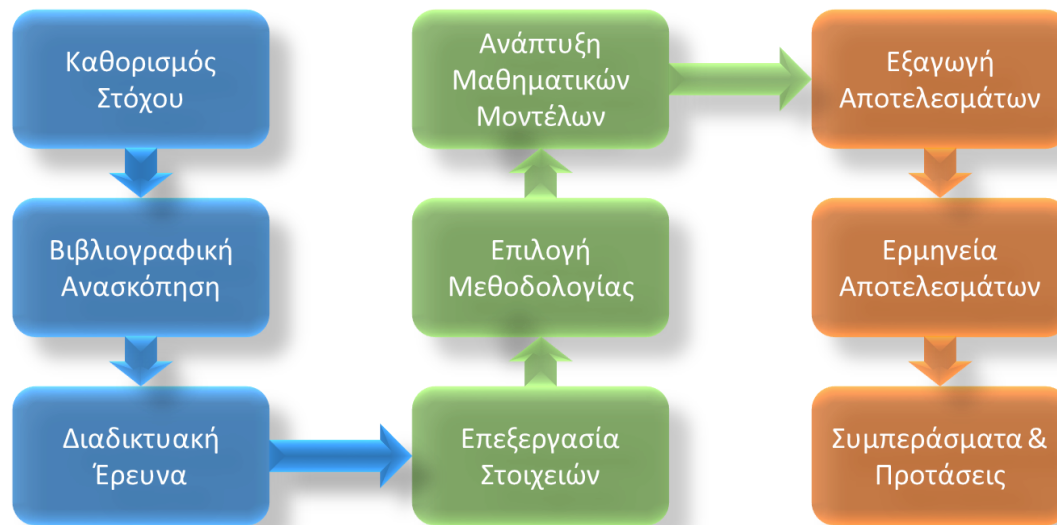 Καθορισμός
Στόχου
Βιβλιογραφική
Ανασκόπηση
Διαδικτυακή
Έρευνα
Επεξεργασία
Στοιχειών
Επιλογή
Μεθοδολογίας
Ανάπτυξη
Μαθηματικών
Μοντέλων
Εξαγωγή
Αποτελεσμάτων
Ερμηνεία
Αποτελεσμάτων
Συμπεράσματα &
Προτάσεις